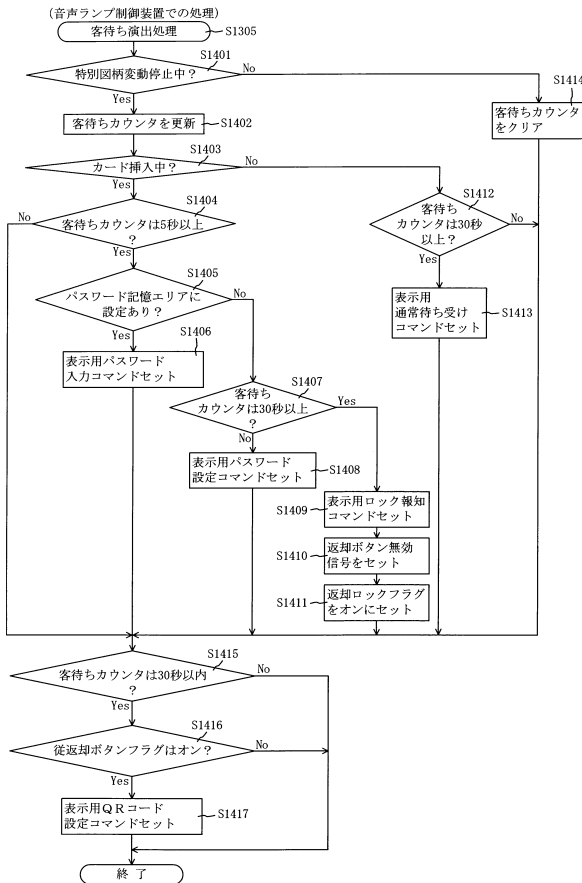 (音声ランプ制御装置での処理)
客待ち演出処理
S1305
S1401
特別図柄変動停止中?
No
Yes
S1414
客待ちカウンタ
をクリア
客待ちカウンタを更新
S1402
S1403
カード挿入中?
No
Yes
S1404
No
客待ちカウンタは5秒以上
?
Yes
S1412
客待ち
カウンタは30秒
以上?
No
Yes
S1405
パスワード記憶エリアに
設定あり?
No
Yes
表示用
通常待ち受け
コマンドセット
S1413
S1406
表示用パスワード
入力コマンドセット
S1407
客待ち
カウンタは30秒以上
?
Yes
No
表示用パスワード
設定コマンドセット
S1408
S1409
表示用ロック報知
コマンドセット
S1410
返却ボタン無効
信号をセット
S1411
返却ロックフラグ
をオンにセット
S1415
客待ちカウンタは30秒以内
?
No
Yes
S1416
従返却ボタンフラグはオン?
No
Yes
表示用QRコード
設定コマンドセット
S1417
終了